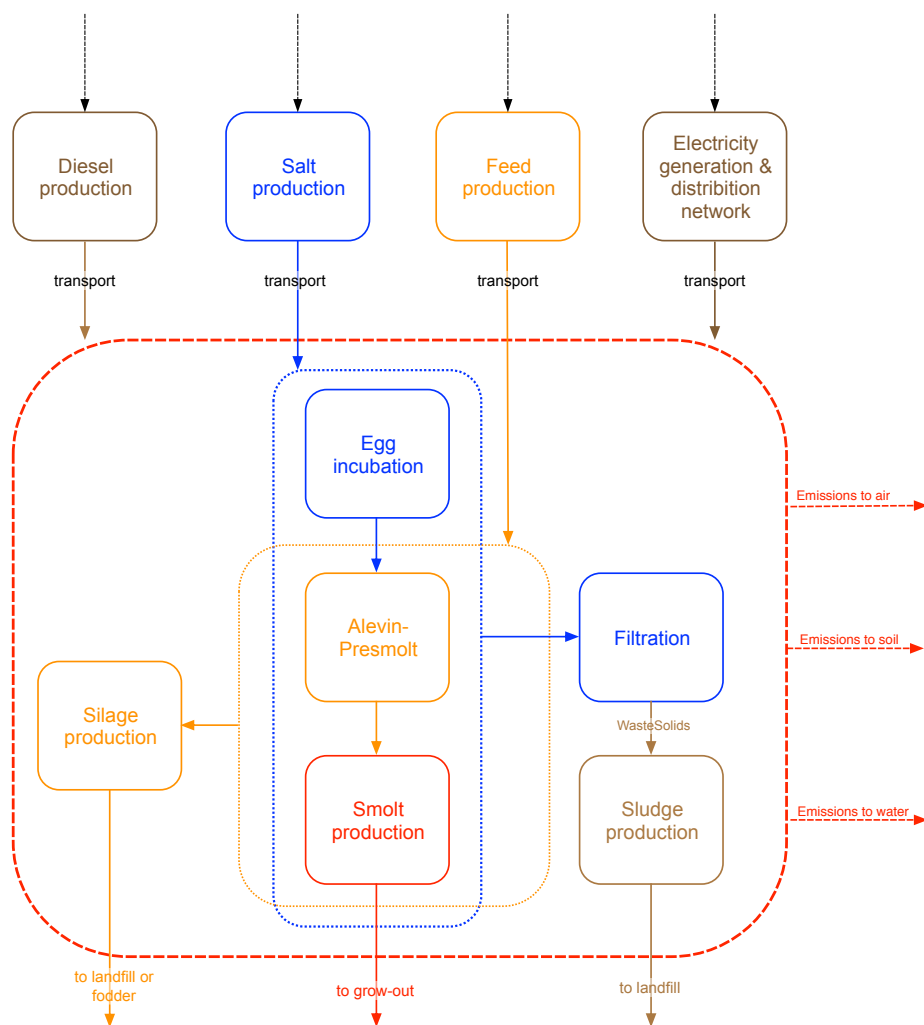 Diesel
production
Salt
production
Feed
production
Electricity
generation &
distribition
network
transport
transport
transport
transport
Egg
incubation
Emissions to air
Alevin-
Presmolt
Filtration
Emissions to soil
Silage
production
WasteSolids
Smolt
production
Sludge
production
Emissions to water
to landfill or
fodder
to grow-out
to landfill